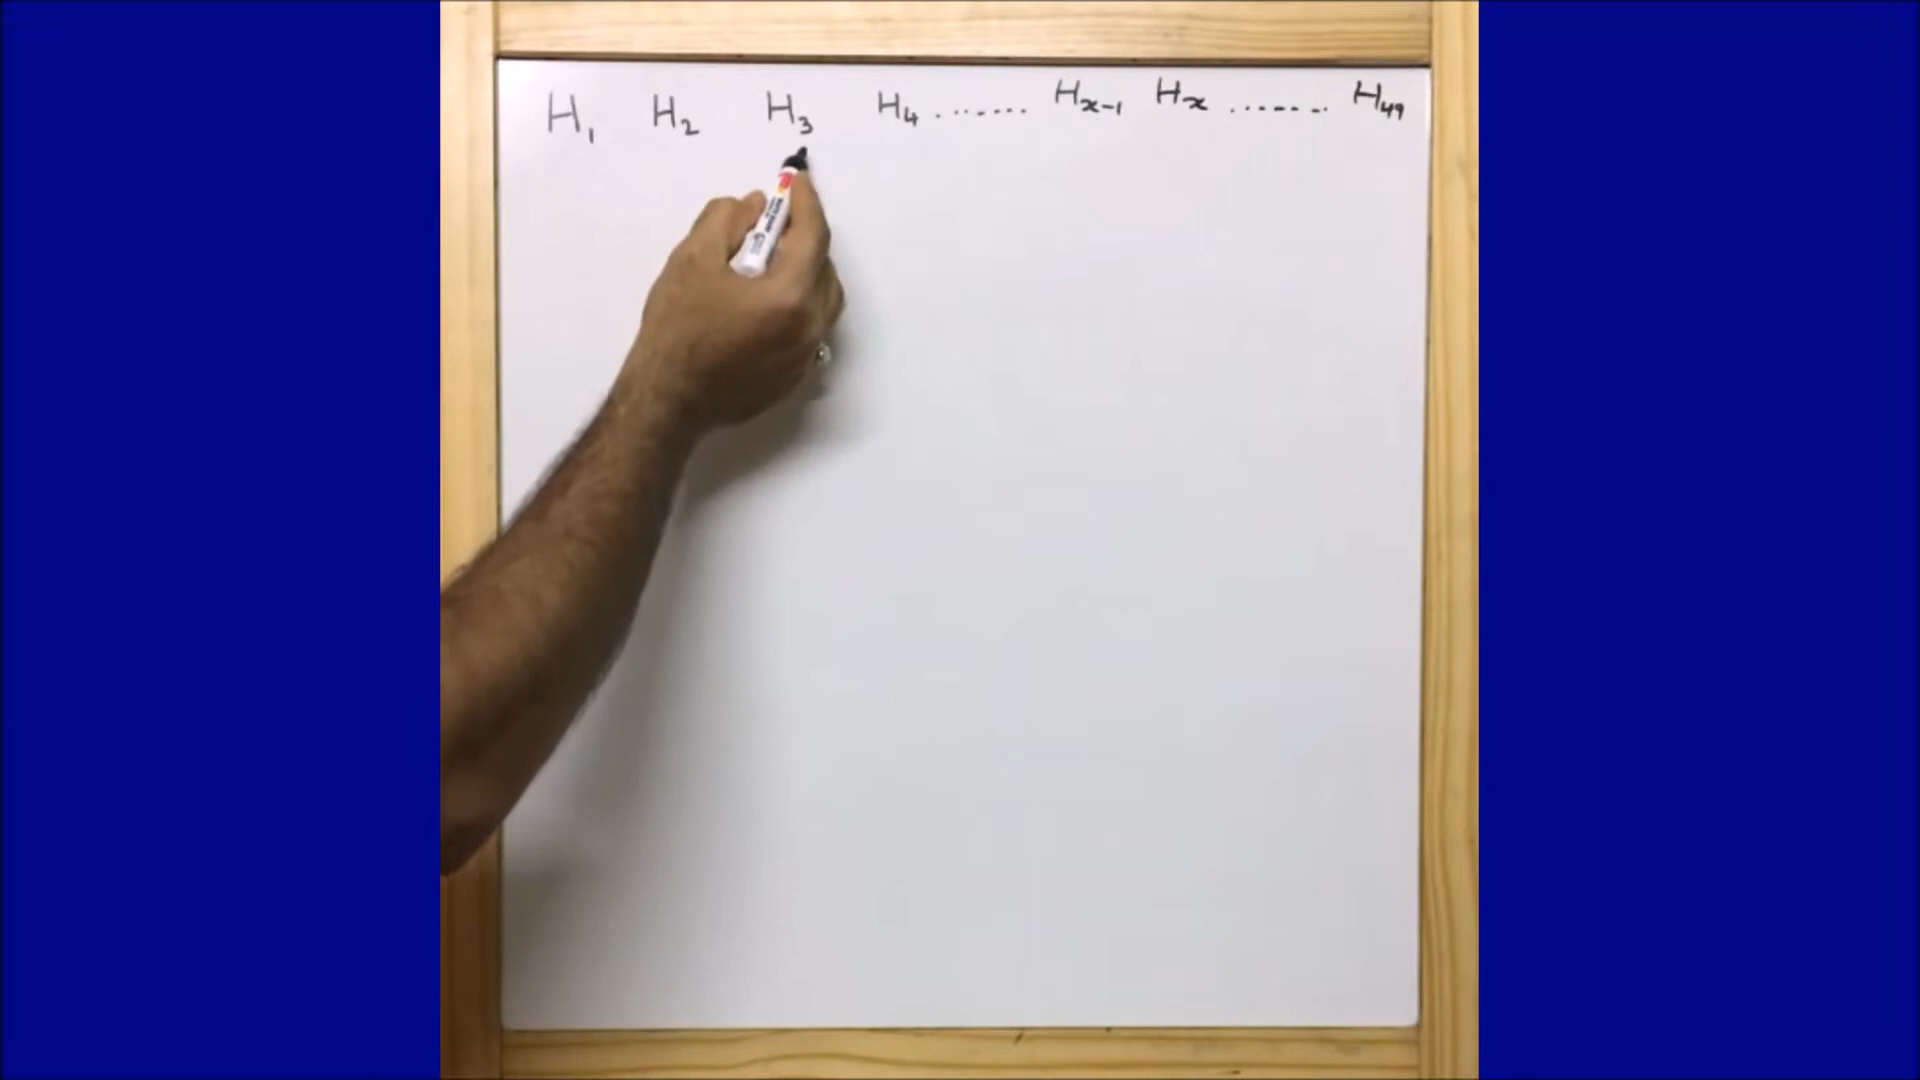 H₁ H₂ H₃ H₄ ........ Hₓ₋₁ Hₓ ....... H₄₉